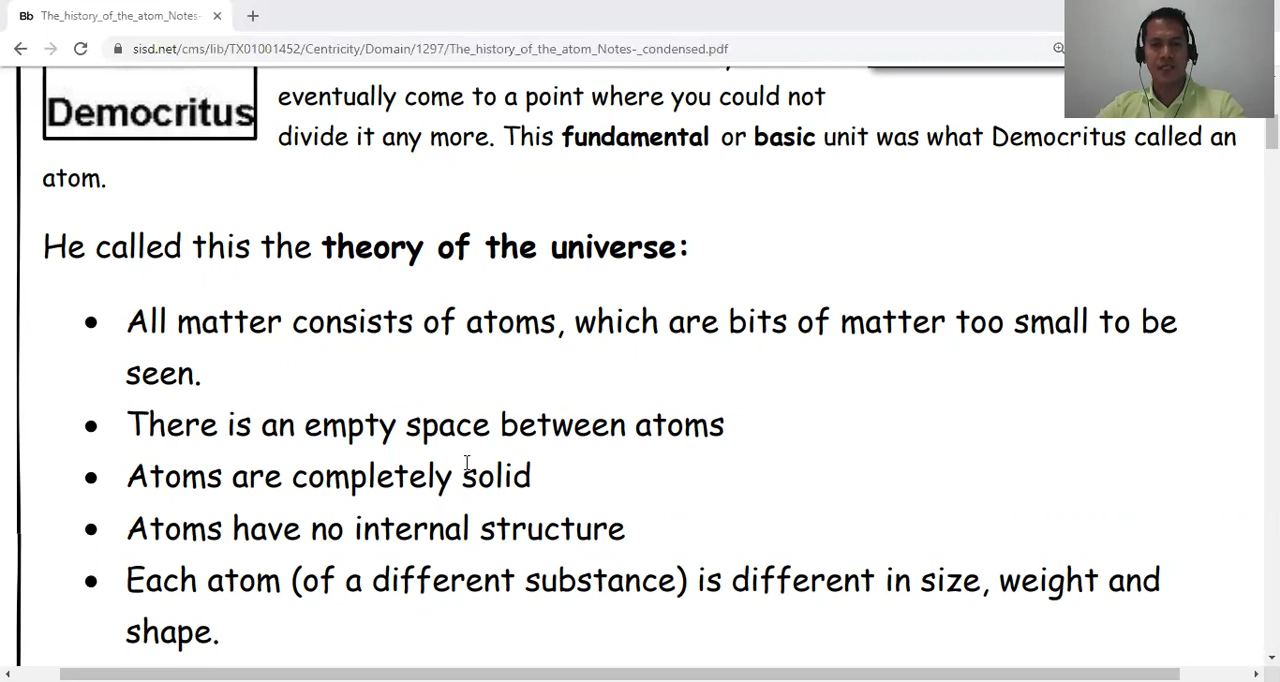 Bb The_history_of_the_atom_Notes-
sisd.net/cms/lib/TX01001452/Centricity/Domain/1297/The_history_of_the_atom_Notes-_condensed.pdf
Democritus
eventually come to a point where you could not
divide it any more. This fundamental or basic unit was what Democritus called an
atom.
He called this the theory of the universe:
• All matter consists of atoms, which are bits of matter too small to be
seen.
• There is an empty space between atoms
• Atoms are completely solid
• Atoms have no internal structure
• Each atom (of a different substance) is different in size, weight and
shape.